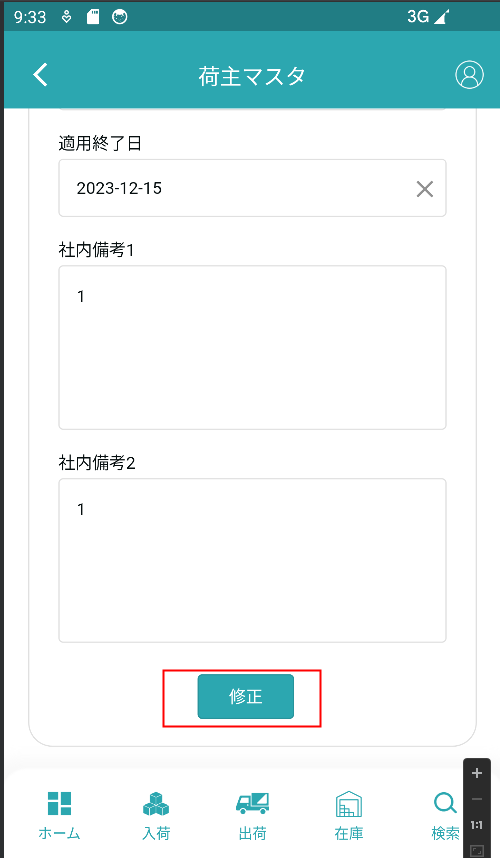 9:33
3G
荷主マスタ
適用終了日
2023-12-15
社内備考1
1
社内備考2
1
修正
ホーム
入荷
出荷
在庫
検索
1:1